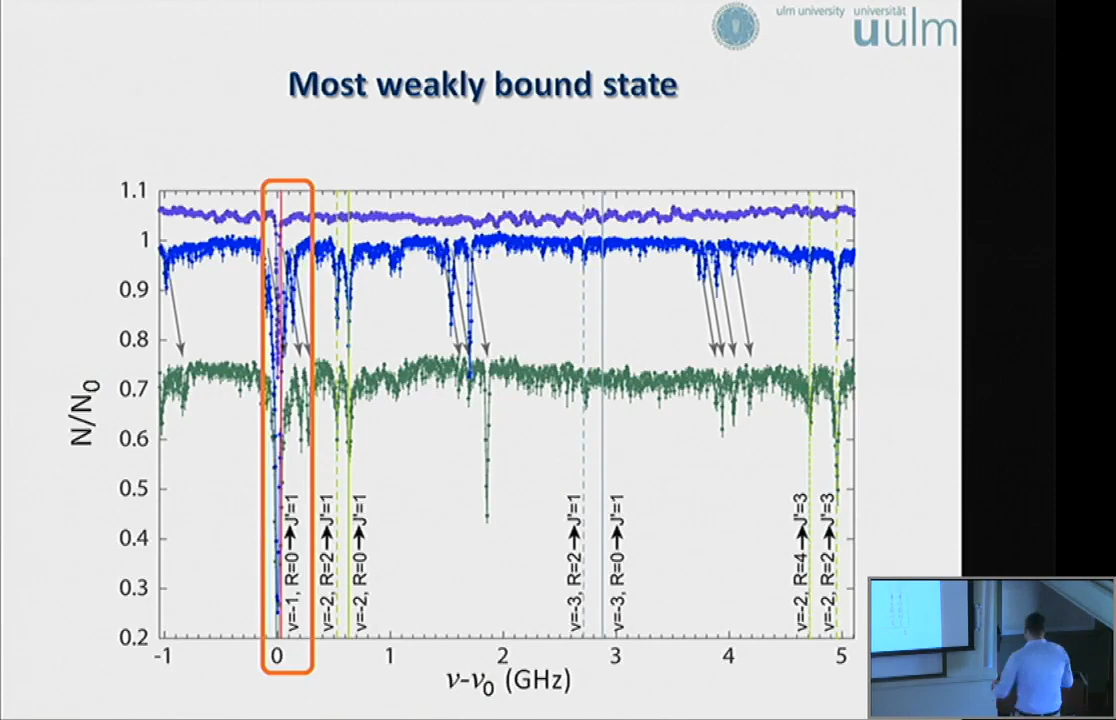 ulm university universität
uulm
Most weakly bound state
1.1
1
0.9
0.8
0.7
0.6
0.5
0.4
0.3
0.2
N/N₀
v=-1, R=0→J'=1
v=-2, R=2→J'=1
v=-2, R=0→J'=1
v=-3, R=2→J'=1
v=-3, R=0→J'=1
v=-2, R=4→J'=3
v=-2, R=2→J'=3
-1 0 1 2 3 4 5
ν-ν₀ (GHz)